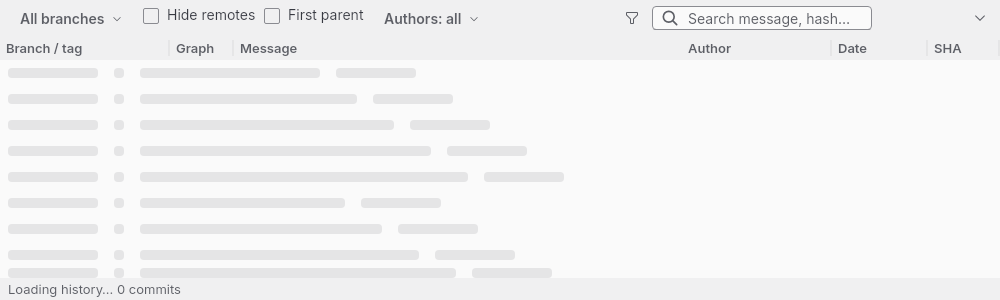 All branches Hide remotes First parent Authors: all Search message, hash...
Branch / tag Graph Message Author Date SHA
Loading history... 0 commits